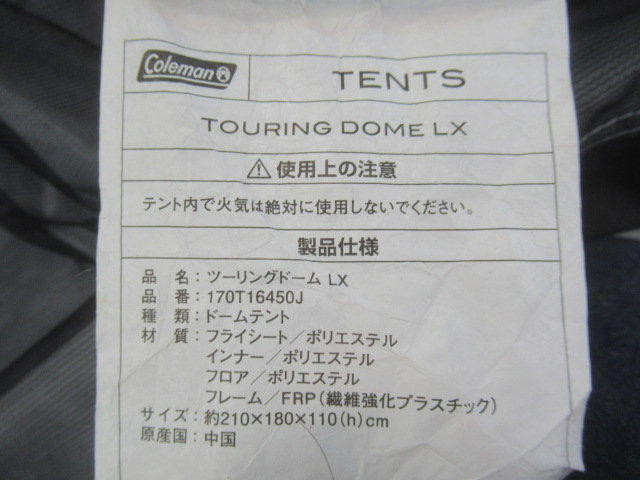 Coleman
TENTS
TOURING DOME LX
⚠使用上の注意
テント内で火気は絶対に使用しないでください。
製品仕様
品　名：ツーリングドーム LX
品　番：170T16450J
種　類：ドームテント
材　質：フライシート／ポリエステル
インナー／ポリエステル
フロア／ポリエステル
フレーム／FRP（繊維強化プラスチック）
サイズ：約210×180×110（h）cm
原産国：中国